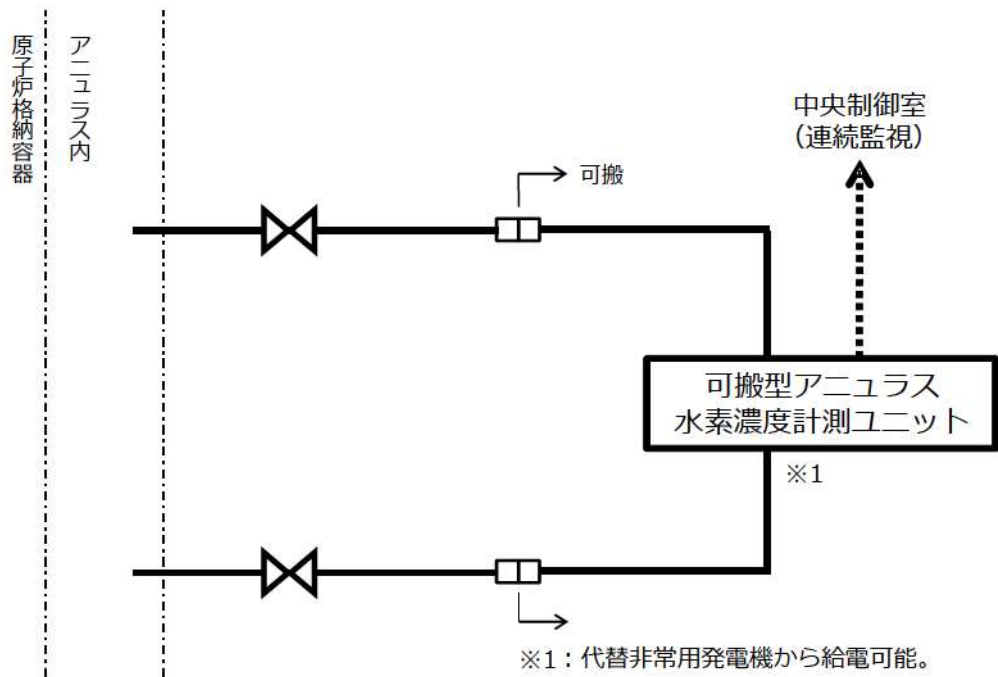 原子炉格納容器
アニュラス内
中央制御室
（連続監視）
可搬
可搬型アニュラス
水素濃度計測ユニット
※1
※1：代替非常用発電機から給電可能。